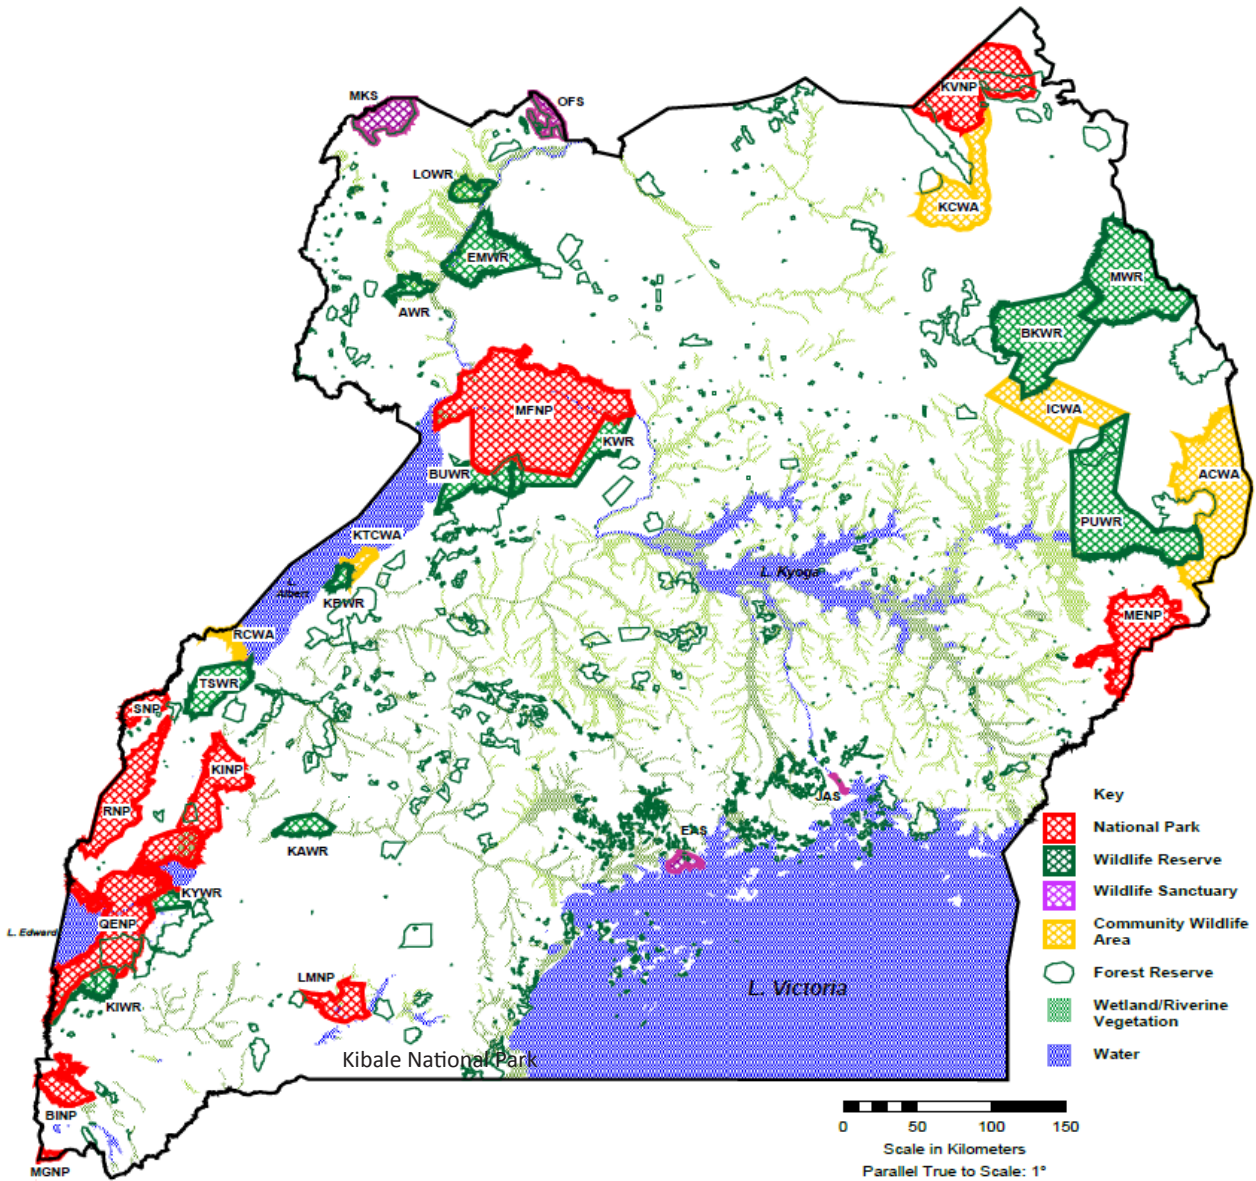 KVNP
MKS
OFS
LOWR
KCWA
EMWR
MWR
AWR
BKWR
MFNP
ICWA
KWR
BUWR
ACWA
PUWR
KTCWA
L. Kyoga
L.
Albert
KBWR
MENP
RCWA
TSWR
SNP
KINP
RNP
JAS
EAS
KAWR
KYWR
QENP
L. Edward
LMNP
L. Victoria
KIWR
Kibale National Park
BINP
MGNP
Key
National Park
Wildlife Reserve
Wildlife Sanctuary
Community Wildlife
Area
Forest Reserve
Wetland/Riverine
Vegetation
Water
0 50 100 150
Scale in Kilometers
Parallel True to Scale: 1°